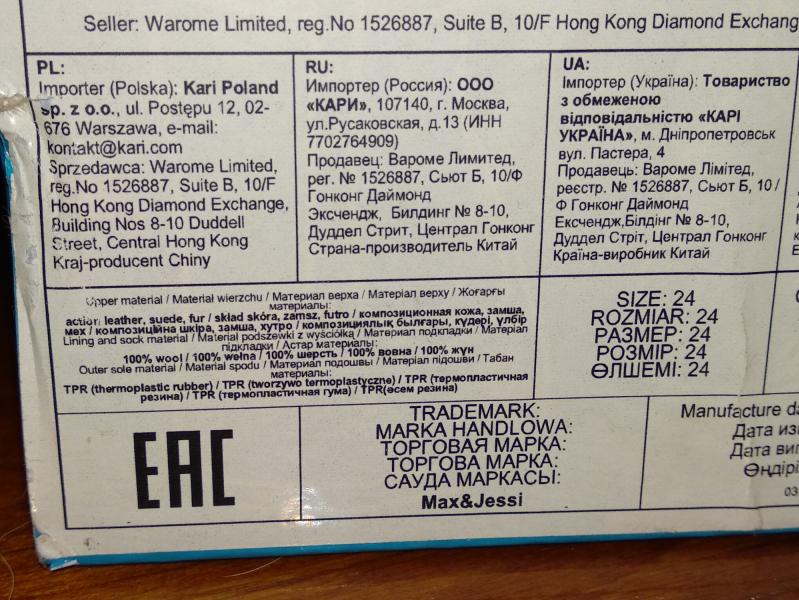 Seller: Warome Limited, reg.No 1526887, Suite B, 10/F Hong Kong Diamond Exchange
PL:
Importer (Polska): Kari Poland
sp. z o.o., ul. Postępu 12, 02-
676 Warszawa, e-mail:
kontakt@kari.com
Sprzedawca: Warome Limited,
reg.No 1526887, Suite B, 10/F
Hong Kong Diamond Exchange,
Building Nos 8-10 Duddell
Street, Central Hong Kong
Kraj-producent Chiny
RU:
Импортер (Россия): ООО
«КАРИ», 107140, г. Москва,
ул.Русаковская, д.13 (ИНН
7702764909)
Продавец: Вароме Лимитед,
рег. № 1526887, Сьют Б, 10/Ф
Гонконг Даймонд
Эксчендж, Билдинг № 8-10,
Дуддел Стрит, Централ Гонконг
Страна-производитель Китай
UA:
Імпортер (Україна): Товариство
з обмеженою
відповідальністю «КАРІ
УКРАЇНА», м. Дніпропетровськ
вул. Пастера, 4
Продавець: Вароме Лімітед,
реєстр. № 1526887, Сьют Б, 10 /
Ф Гонконг Даймонд
Ексчендж,Білдінг № 8-10,
Дуддел Стріт, Централ Гонконг
Країна-виробник Китай
Upper material / Material wierzchu / Материал верха / Матеріал верху / Жоғарғы
материалы:
action leather, suede, fur / skład skóra, zamsz, futro / композиционная кожа, замша,
мех / композиційна шкіра, замша, хутро / композициялық былғары, күдері, үлбір
Lining and sock material / Materiał podszewki z wyściółką / Материал подкладки / Матеріал
підкладки / Астар материалы:
100% wool / 100% wełna / 100% шерсть / 100% вовна / 100% жүн
Outer sole material / Material spodu / Материал подошвы / Матеріал підошви / Табан
материалы:
TPR (thermoplastic rubber) / TPR (tworzywo termoplastyczne) / TPR (термопластичная
резина) / TPR (термопластична гума) / TPR(әсем резина)
SIZE: 24
ROZMIAR: 24
РАЗМЕР: 24
РОЗМІР: 24
ӨЛШЕМІ: 24
EAC
TRADEMARK:
MARKA HANDLOWA:
ТОРГОВАЯ МАРКА:
ТОРГОВА МАРКА:
САУДА МАРКАСЫ:
Max&Jessi
Manufacture da
Дата из
Дата виг
Өндірі
03